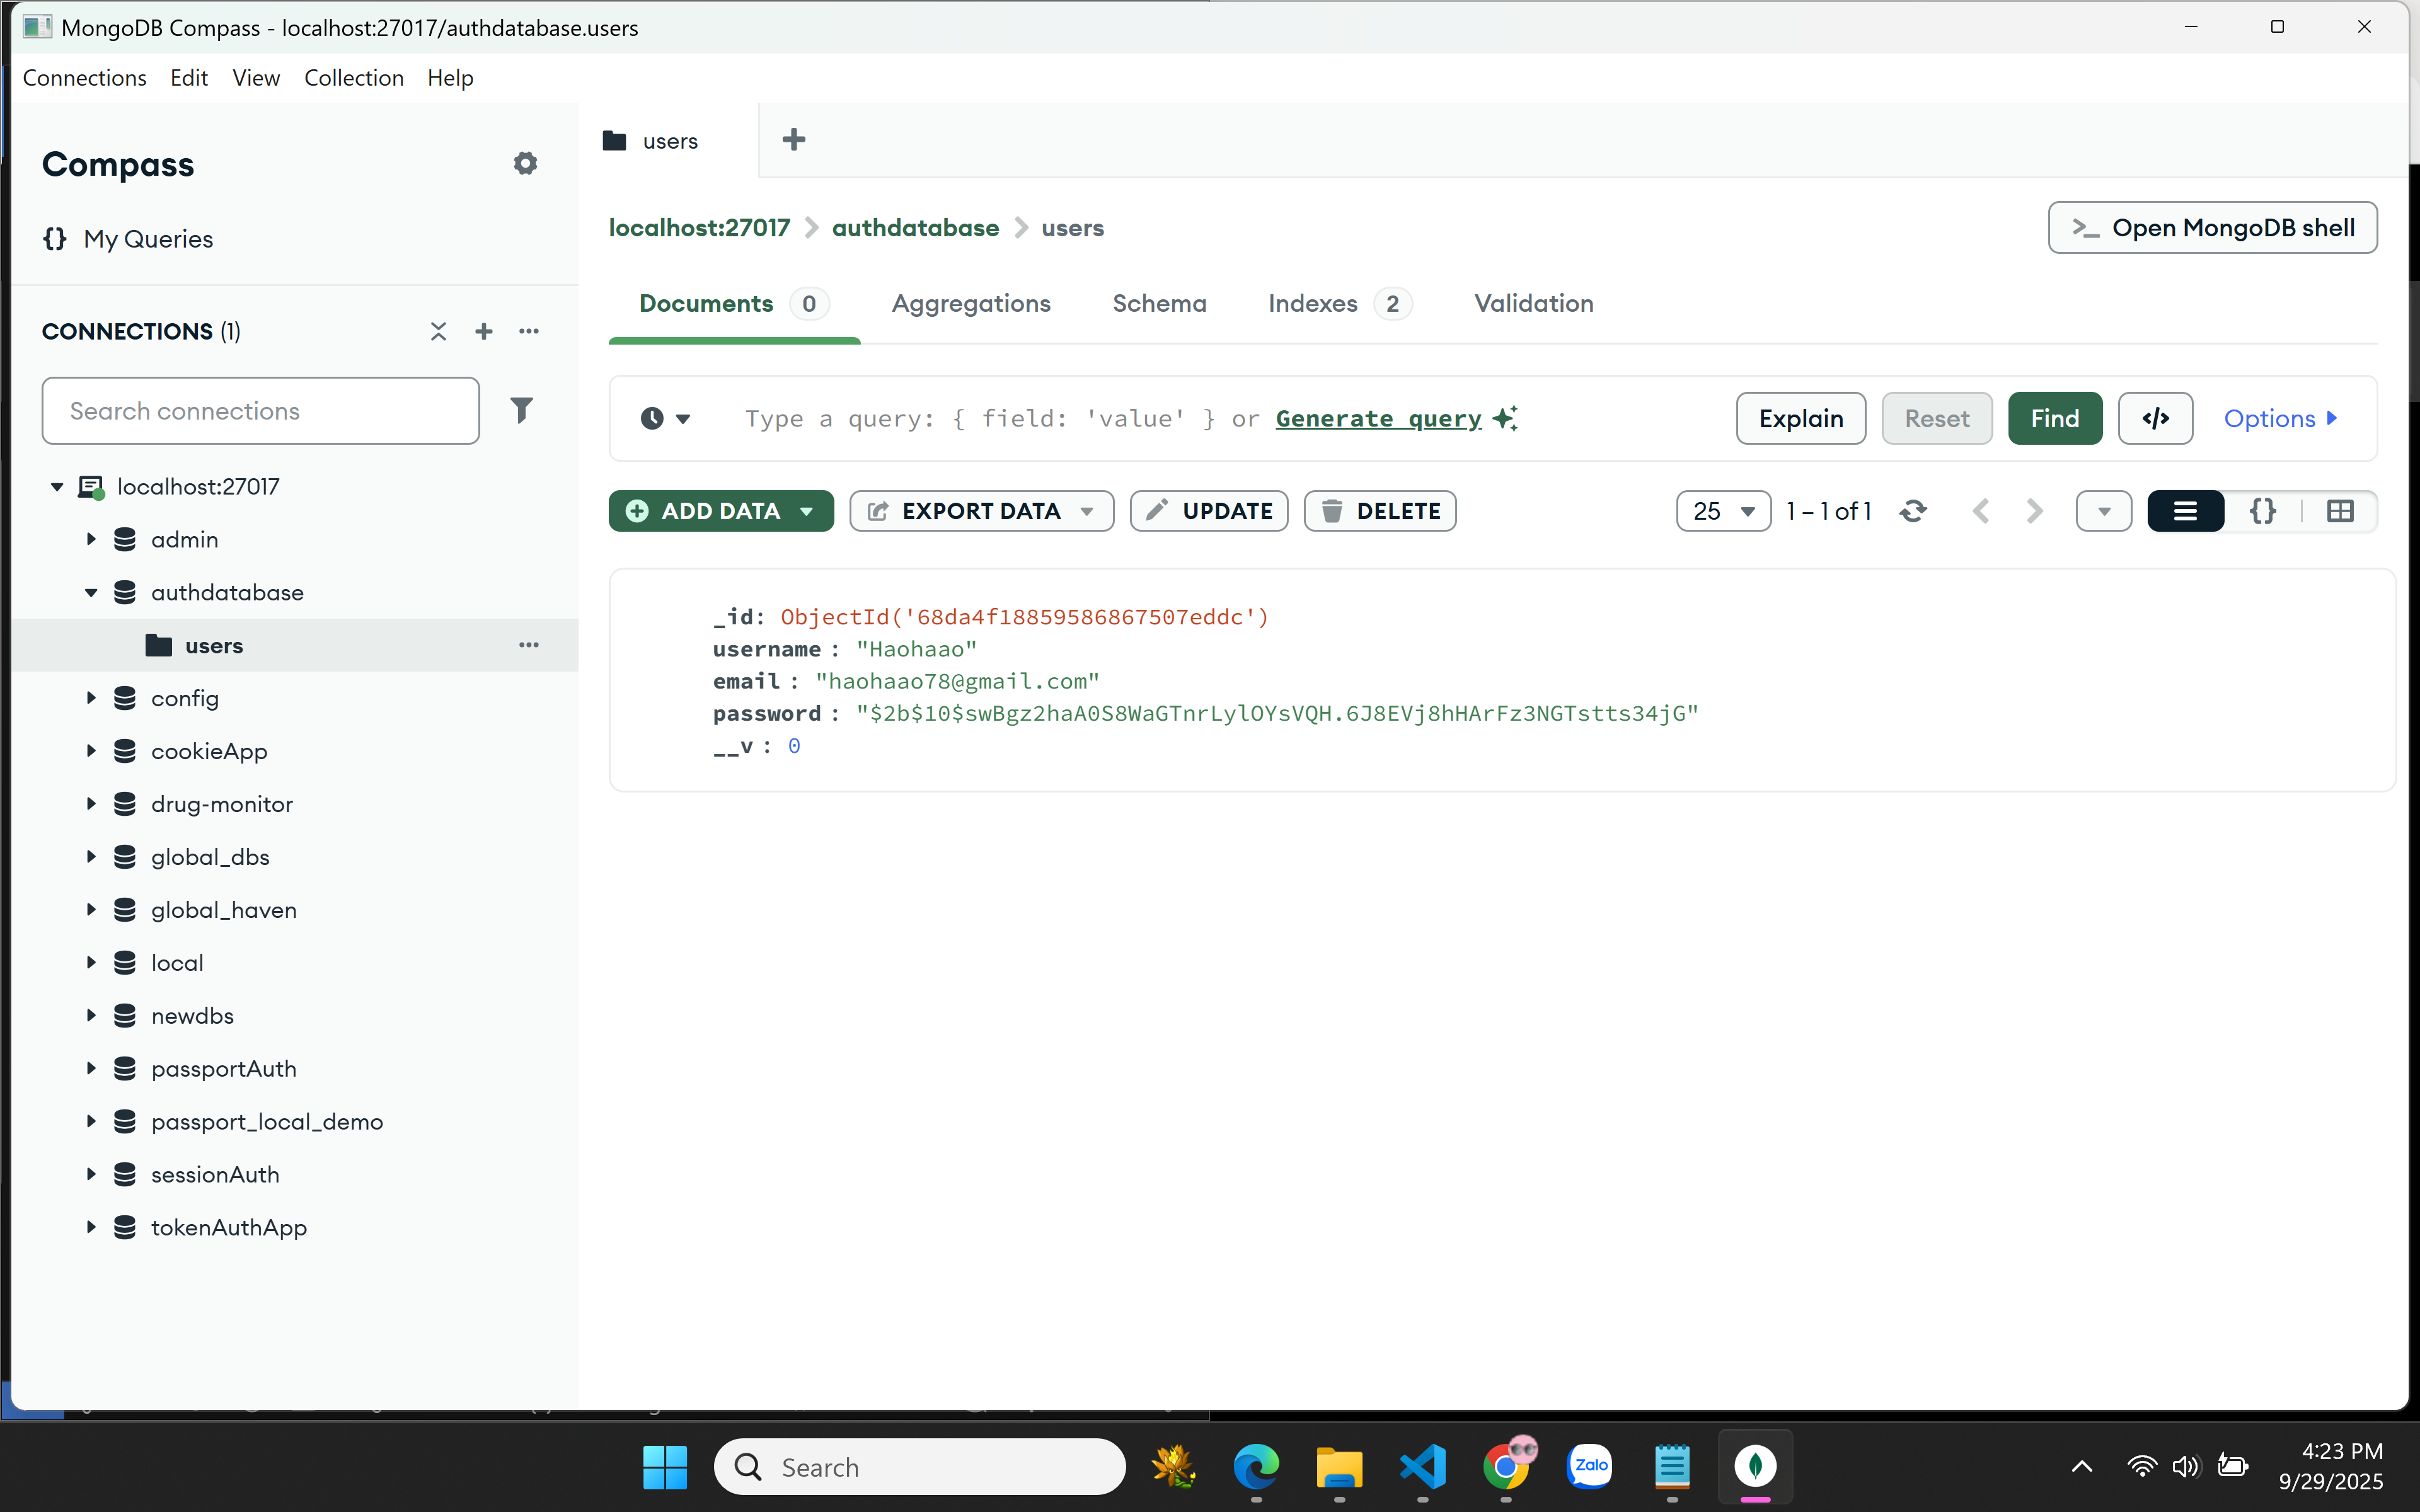 MongoDB Compass - localhost:27017/authdatabase.users
Connections Edit View Collection Help
Compass
{} My Queries
CONNECTIONS (1)
Search connections
localhost:27017
admin
authdatabase
users
config
cookieApp
drug-monitor
global_dbs
global_haven
local
newdbs
passportAuth
passport_local_demo
sessionAuth
tokenAuthApp
users
localhost:27017 > authdatabase > users
>_ Open MongoDB shell
Documents 0 Aggregations Schema Indexes 2 Validation
Type a query: { field: 'value' } or Generate query
Explain Reset Find </> Options
ADD DATA EXPORT DATA UPDATE DELETE
25 1 – 1 of 1 {}
_id: ObjectId('68da4f18859586867507eddc')
username : "Haohaao"
email : "haohaao78@gmail.com"
password : "$2b$10$swBgz2haA0S8WaGTnrLylOYsVQH.6J8EVj8hHArFz3NGTstts34jG"
__v : 0
Search
Zalo
4:23 PM
9/29/2025